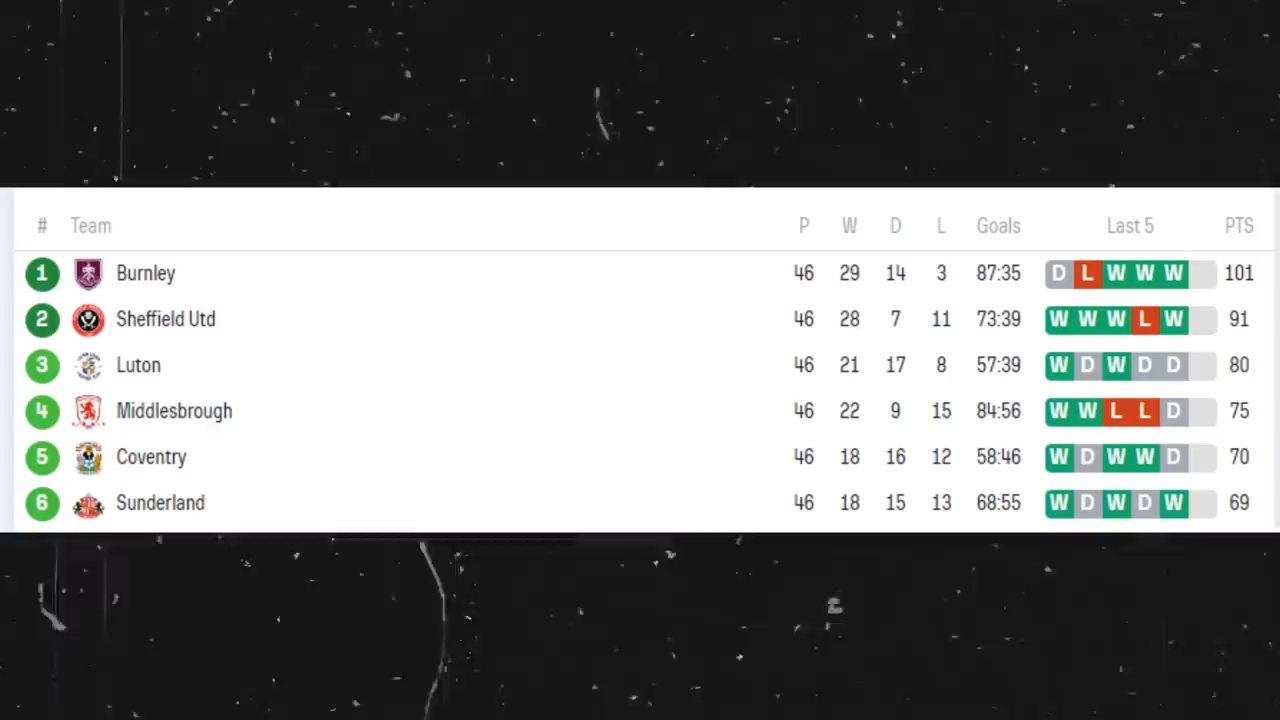 # Team P W D L Goals Last 5 PTS
1 Burnley 46 29 14 3 87:35 D L W W W 101
2 Sheffield Utd 46 28 7 11 73:39 W W W L W 91
3 Luton 46 21 17 8 57:39 W D W D D 80
4 Middlesbrough 46 22 9 15 84:56 W W L L D 75
5 Coventry 46 18 16 12 58:46 W D W W D 70
6 Sunderland 46 18 15 13 68:55 W D W D W 69